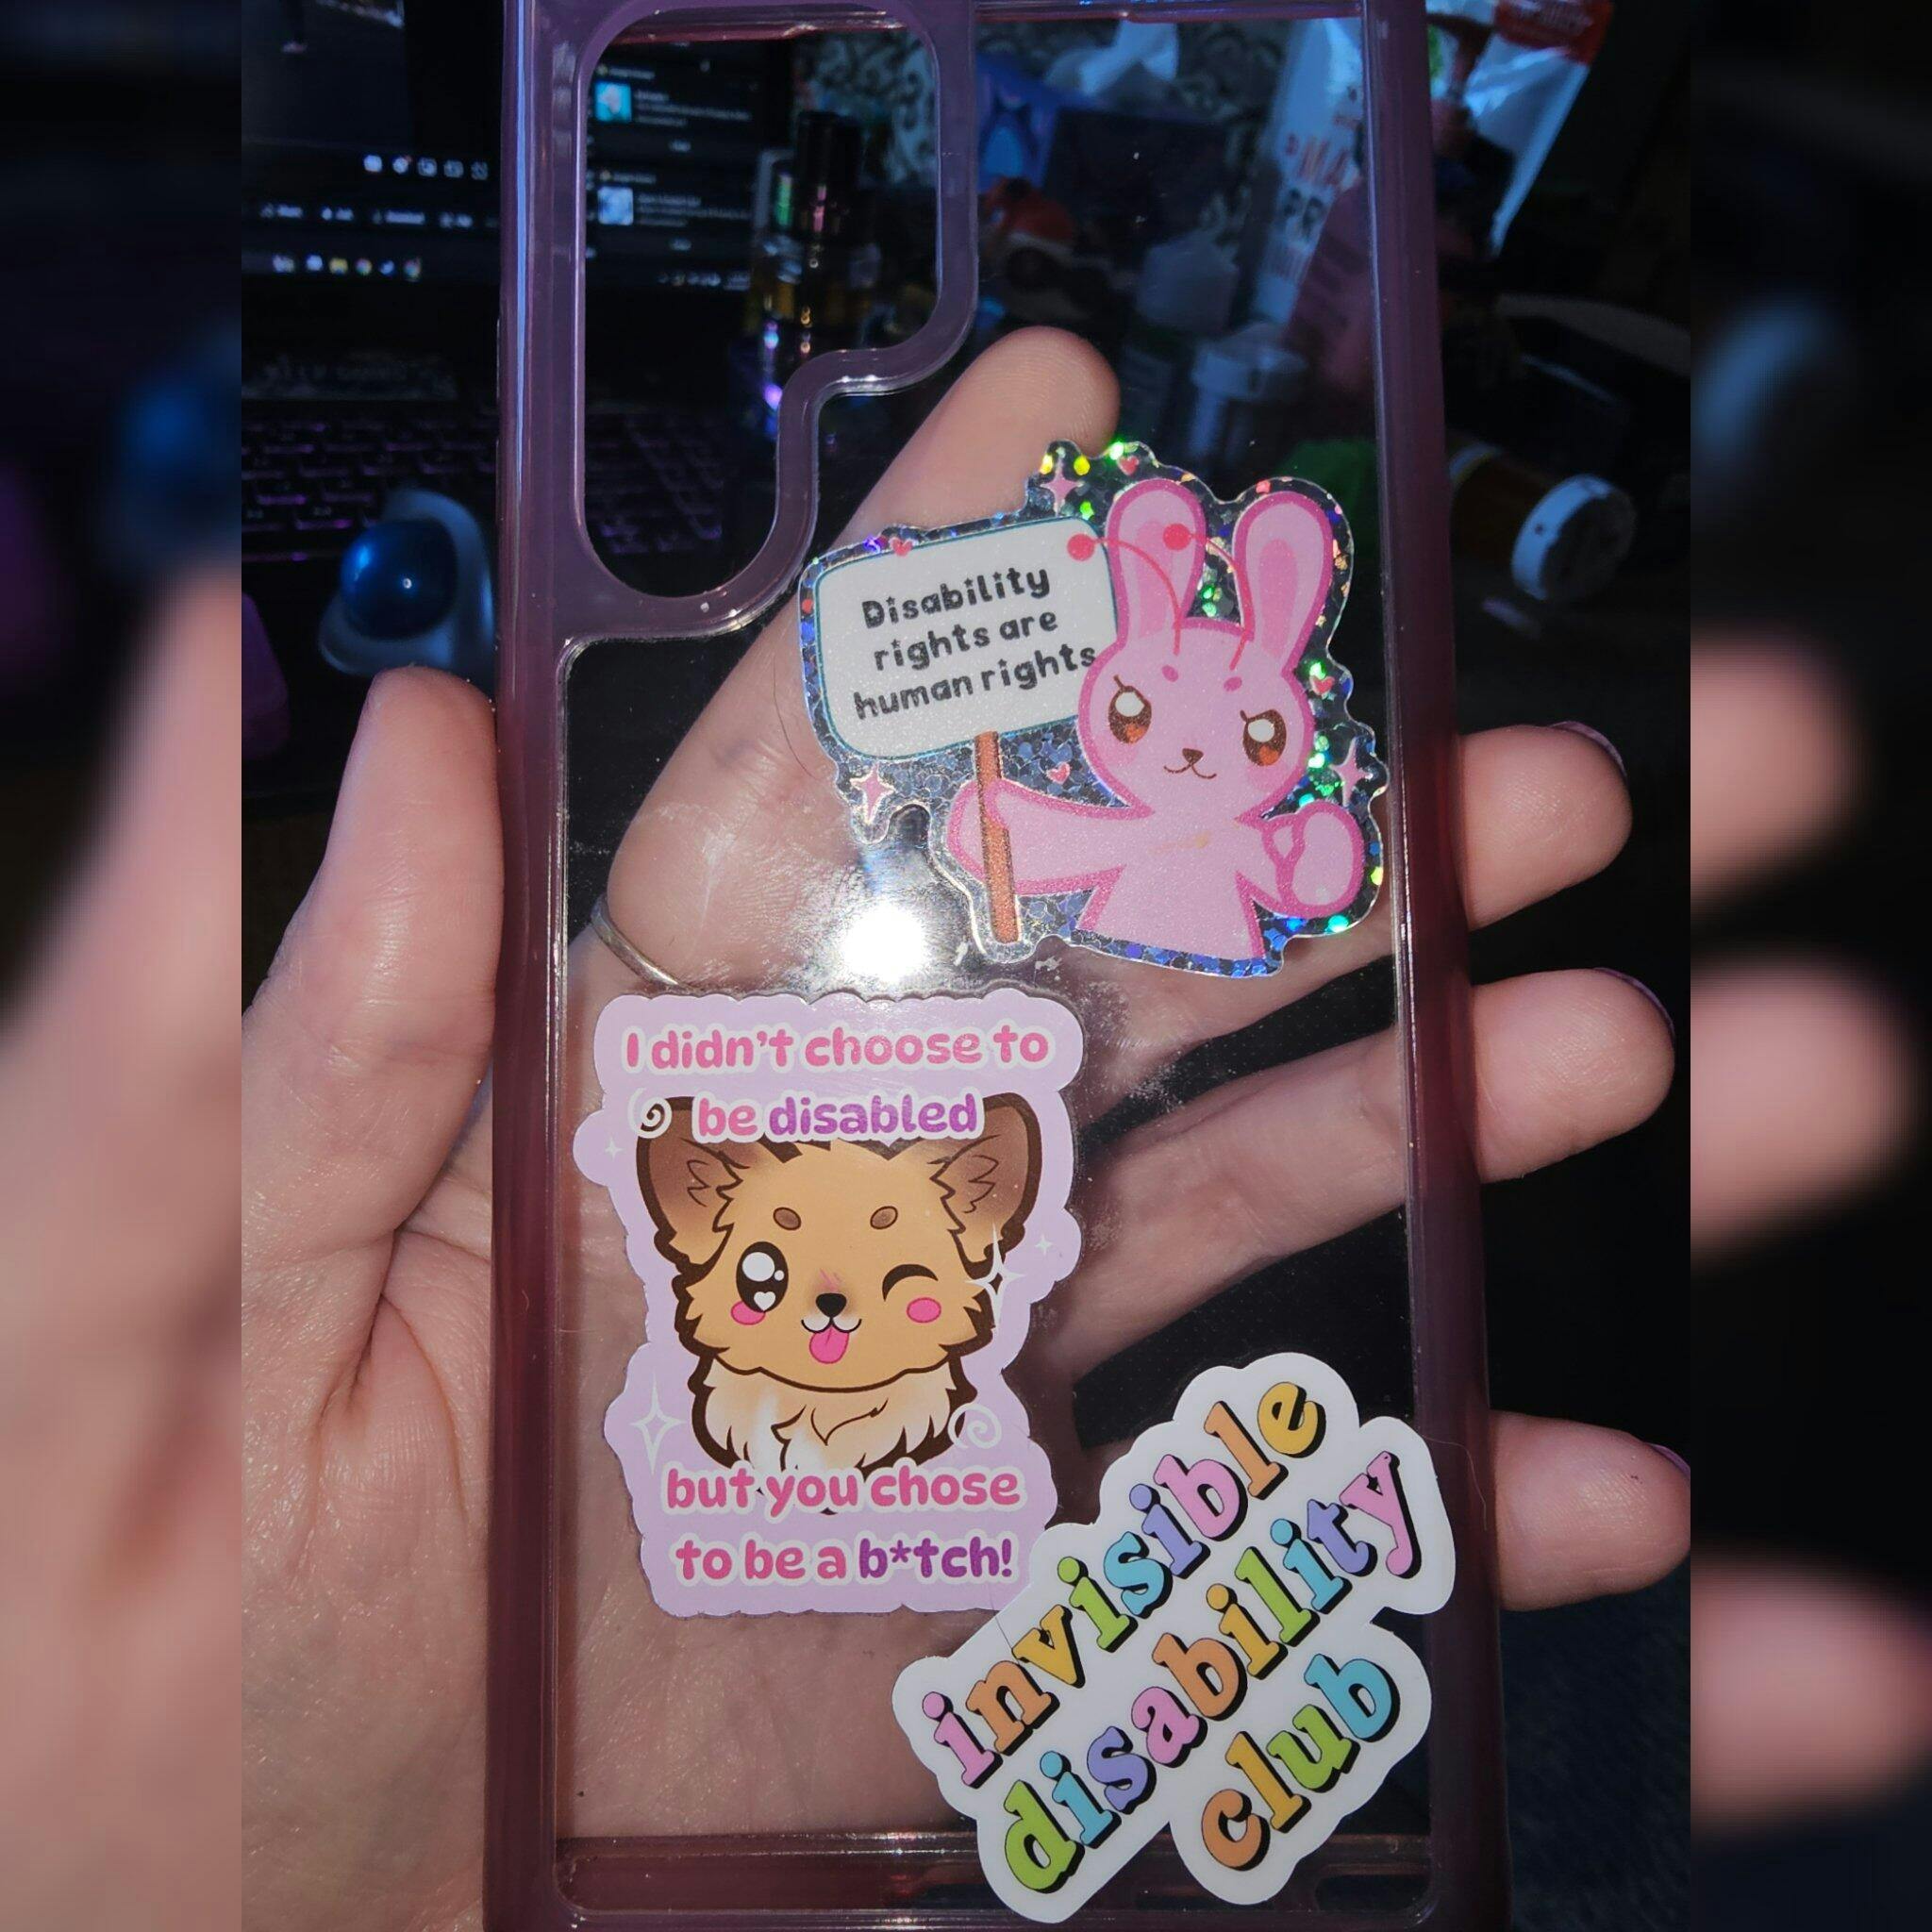 Disability
rights are
human rights
I didn't choose to
be disabled
but you chose
to be a b*tch!
invisible
disability
club